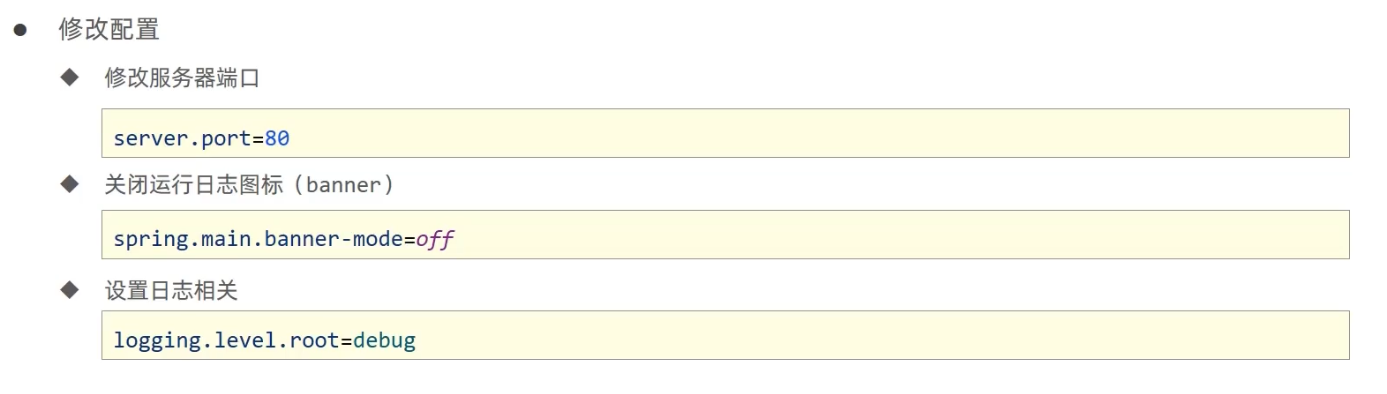 修改配置
修改服务器端口
server.port=80
关闭运行日志图标（banner）
spring.main.banner-mode=off
设置日志相关
logging.level.root=debug